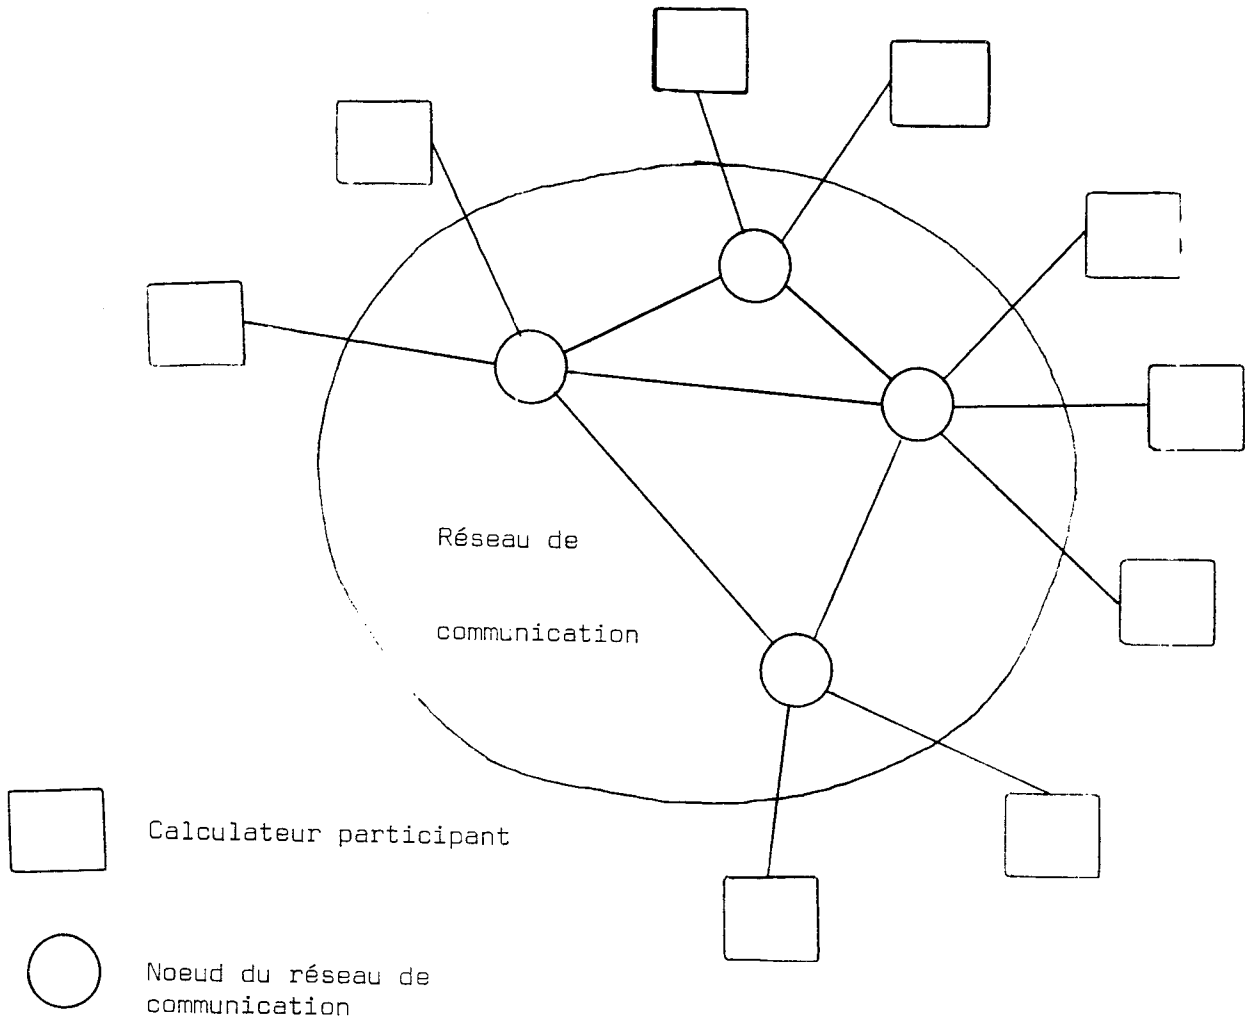 Réseau de
communication
Calculateur participant
Noeud du réseau de
communication